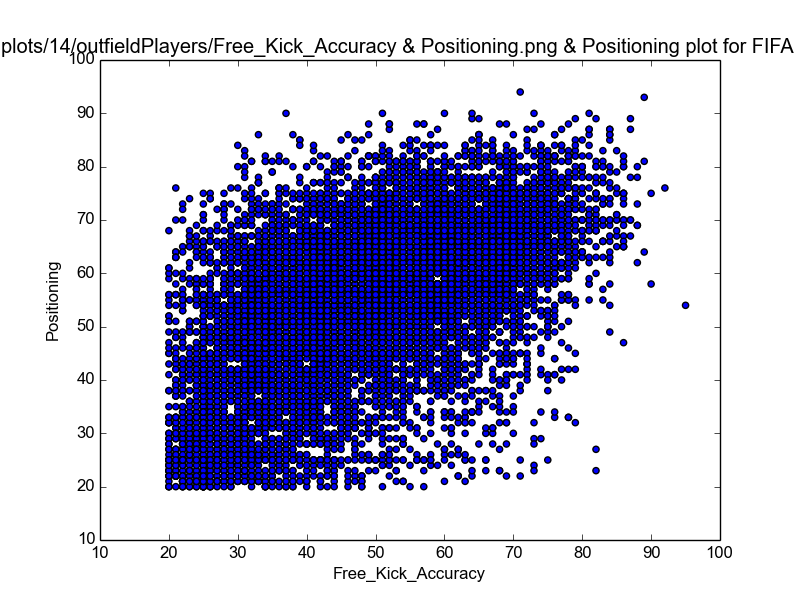 plots/14/outfieldPlayers/Free_Kick_Accuracy & Positioning.png & Positioning plot for FIFA
100
90
80
70
60
50
40
30
20
10
Positioning
10 20 30 40 50 60 70 80 90 100
Free_Kick_Accuracy